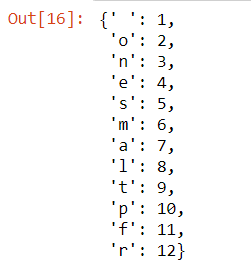 Out[16]: {' ': 1,
'o': 2,
'n': 3,
'e': 4,
's': 5,
'm': 6,
'a': 7,
'l': 8,
't': 9,
'p': 10,
'f': 11,
'r': 12}